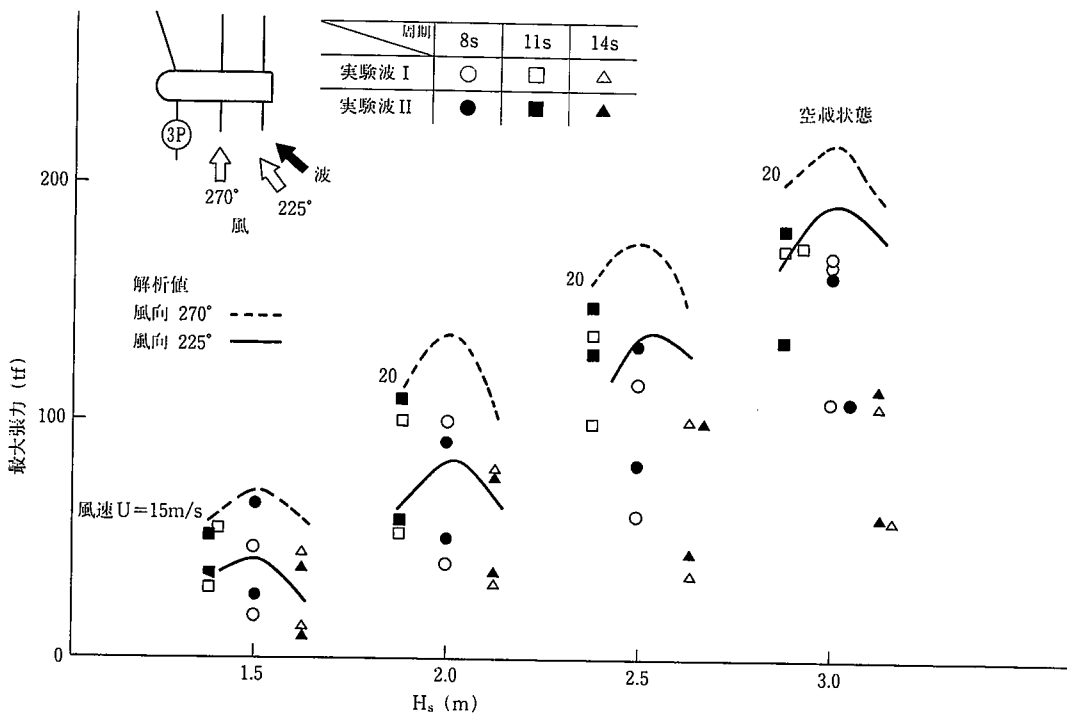 周期 8s 11s 14s
実験波 I ○ □ △
実験波 II ● ■ ▲
3P
270°
225°
波
風
空載状態
解析値
風向 270°
風向 225°
風速U=15m/s
20
20
20
最大張力 (tf)
200
100
0
1.5 2.0 2.5 3.0
Hs (m)